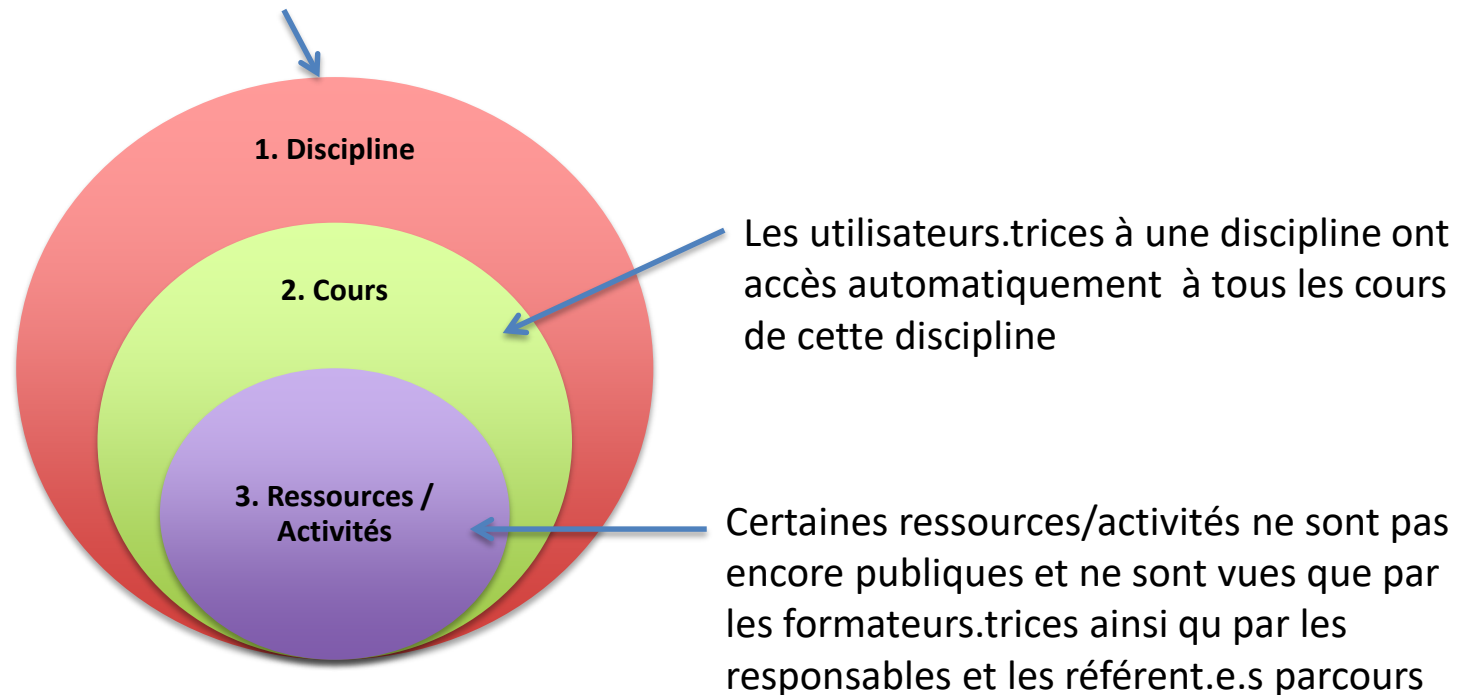 1. Discipline
2. Cours
Les utilisateurs.trices à une discipline ont
accès automatiquement à tous les cours
de cette discipline
3. Ressources /
Activités
Certaines ressources/activités ne sont pas
encore publiques et ne sont vues que par
les formateurs.trices ainsi qu par les
responsables et les référent.e.s parcours